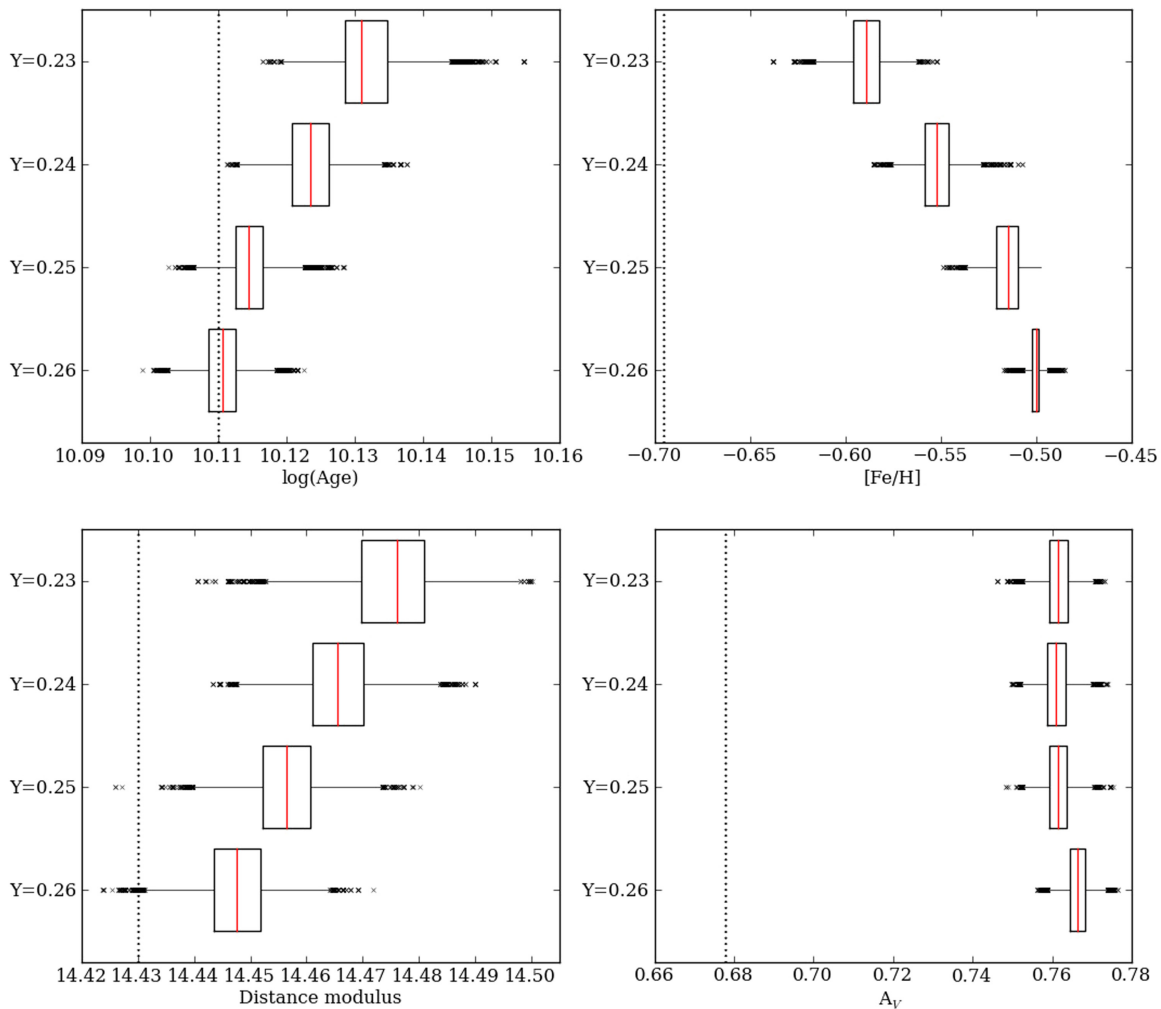 Y=0.23
Y=0.24
Y=0.25
Y=0.26
10.09 10.10 10.11 10.12 10.13 10.14 10.15 10.16
log(Age)
Y=0.23
Y=0.24
Y=0.25
Y=0.26
−0.70 −0.65 −0.60 −0.55 −0.50 −0.45
[Fe/H]
Y=0.23
Y=0.24
Y=0.25
Y=0.26
14.42 14.43 14.44 14.45 14.46 14.47 14.48 14.49 14.50
Distance modulus
Y=0.23
Y=0.24
Y=0.25
Y=0.26
0.66 0.68 0.70 0.72 0.74 0.76 0.78
A_V